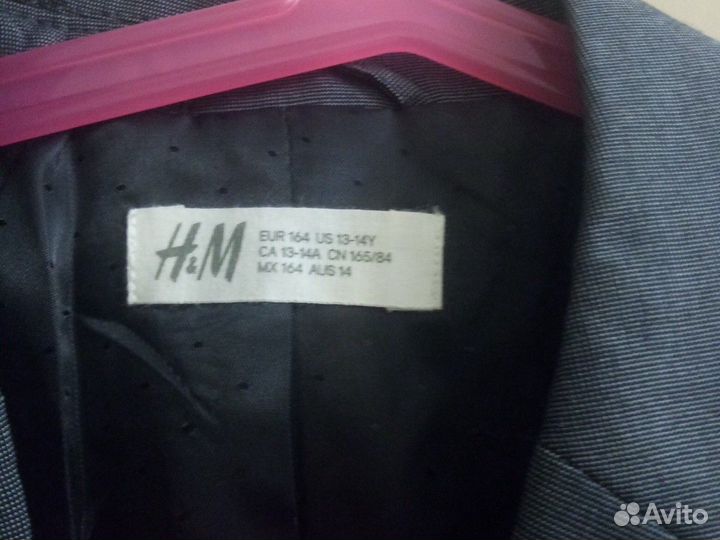 H&M
EUR 164 US 13-14Y
CA 13-14A CN 165/84
MX 164 AUS 14
Avito